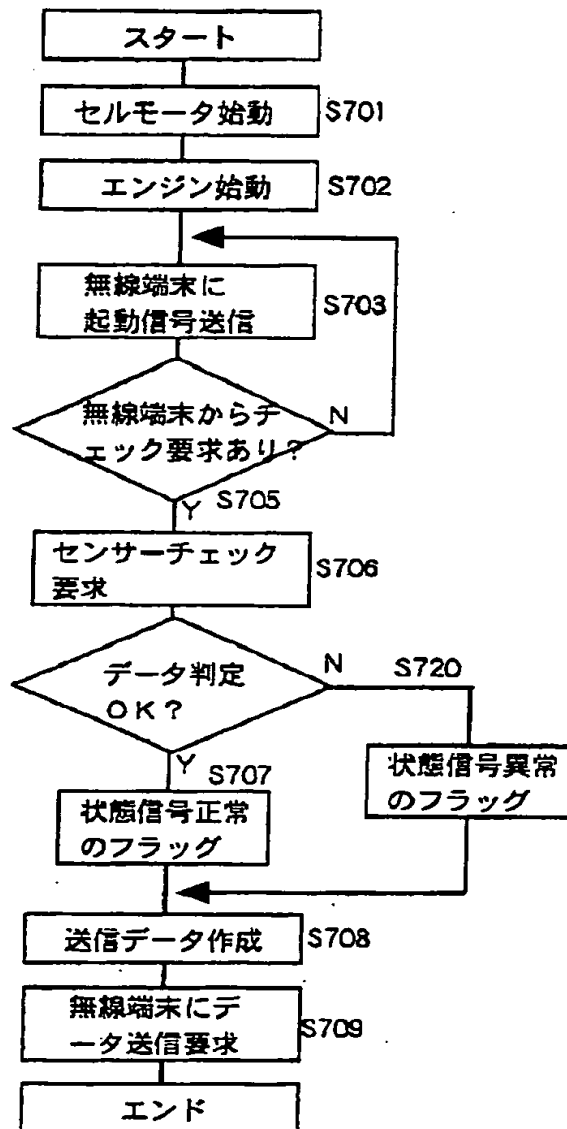 スタート
セルモータ始動 S701
エンジン始動 S702
無線端末に
起動信号送信 S703
無線端末からチ
ェック要求あり?
N
Y S705
センサーチェック
要求 S706
データ判定
OK?
N S720
Y S707
状態信号正常
のフラッグ
状態信号異常
のフラッグ
送信データ作成 S708
無線端末にデ
ータ送信要求 S709
エンド